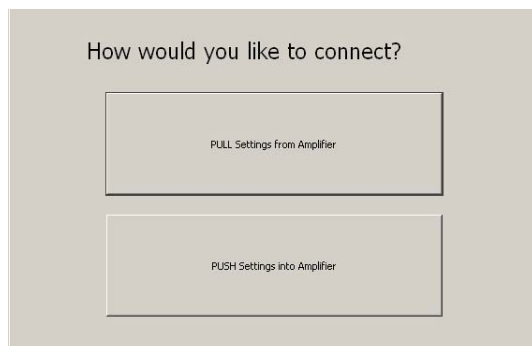 How would you like to connect?
PULL Settings from Amplifier
PUSH Settings into Amplifier